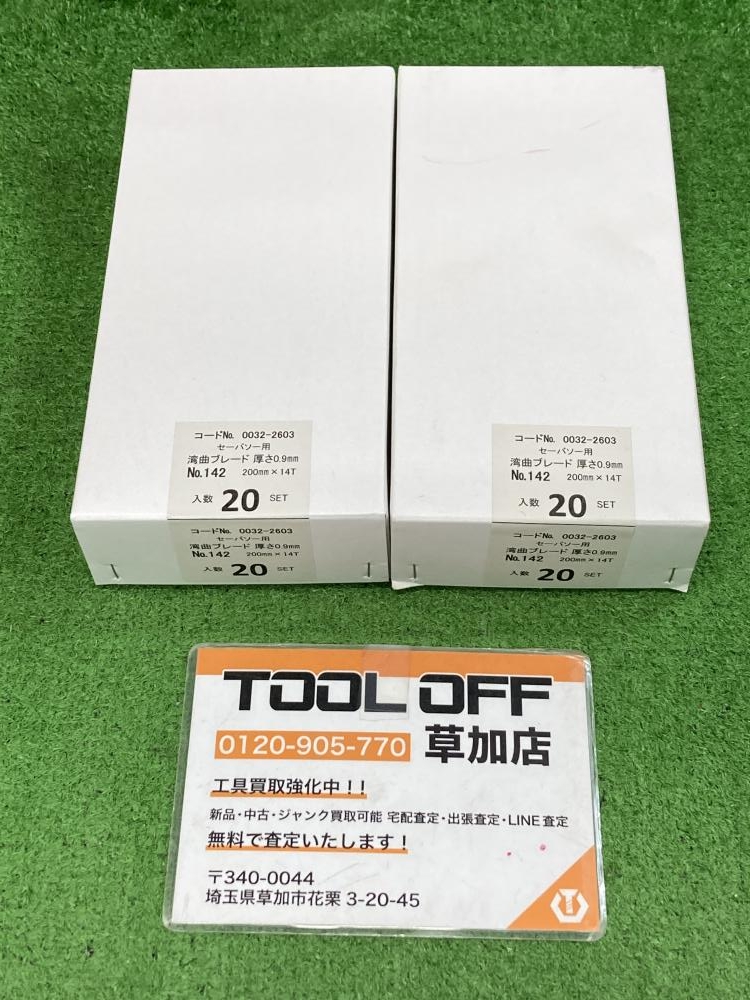 コードNo. 0032-2603
セーバソー用
湾曲ブレード 厚さ0.9mm
No.142 200mm×14T
入数 20 SET
コードNo. 0032-2603
セーバソー用
湾曲ブレード 厚さ0.9mm
No.142 200mm×14T
入数 20 SET
コードNo. 0032-2603
セーバソー用
湾曲ブレード 厚さ0.9mm
No.142 200mm×14T
入数 20 SET
コードNo. 0032-2603
セーバソー用
湾曲ブレード 厚さ0.9mm
No.142 200mm×14T
入数 20 SET
TOOL OFF
0120-905-770 草加店
工具買取強化中!!
新品・中古・ジャンク買取可能 宅配査定・出張査定・LINE査定
無料で査定いたします!
〒340-0044
埼玉県草加市花栗 3-20-45